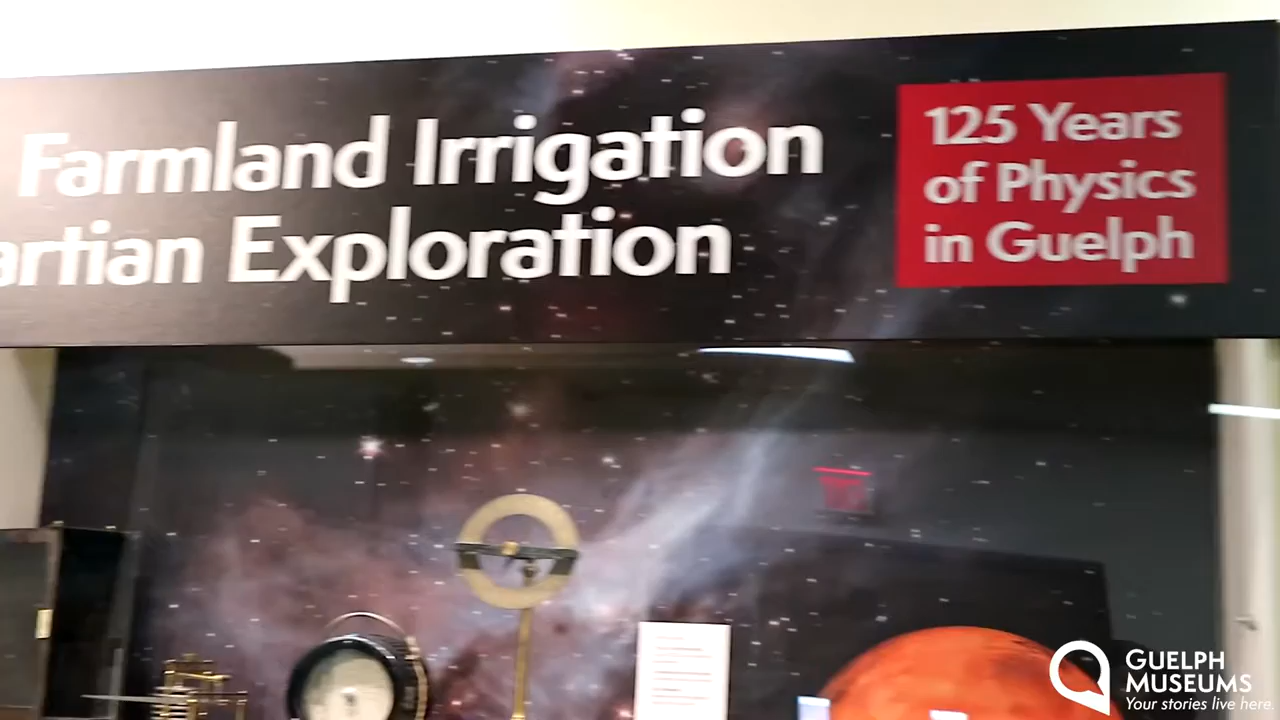 Farmland Irrigation
artian Exploration
125 Years
of Physics
in Guelph
GUELPH
MUSEUMS
Your stories live here.